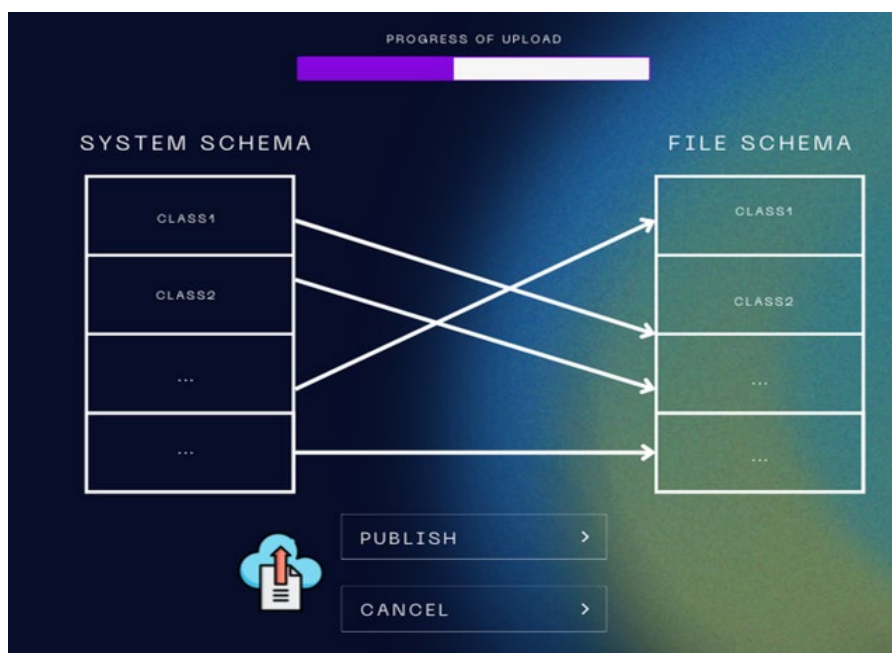 PROGRESS OF UPLOAD
SYSTEM SCHEMA
FILE SCHEMA
CLASS1
CLASS1
CLASS2
CLASS2
...
...
...
...
PUBLISH >
CANCEL >